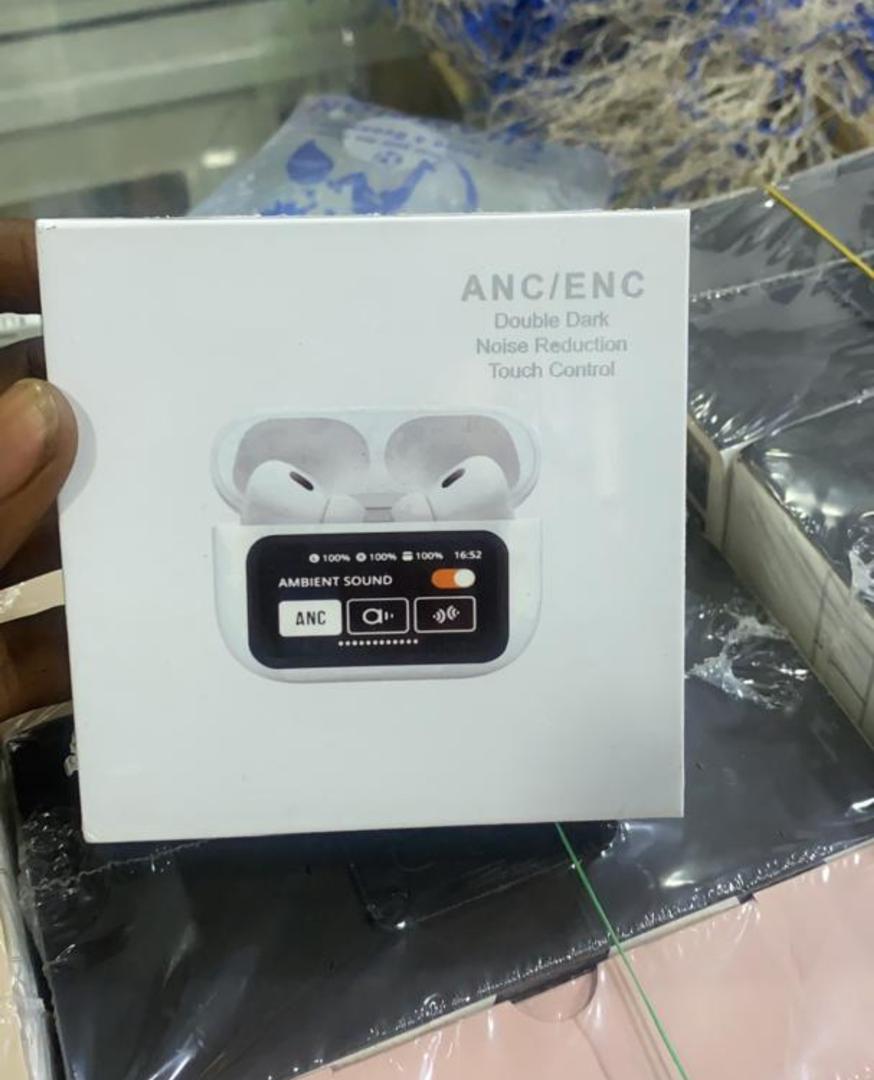 ANC/ENC
Double Dark
Noise Reduction
Touch Control
100% 100% 100% 16:52
AMBIENT SOUND
ANC